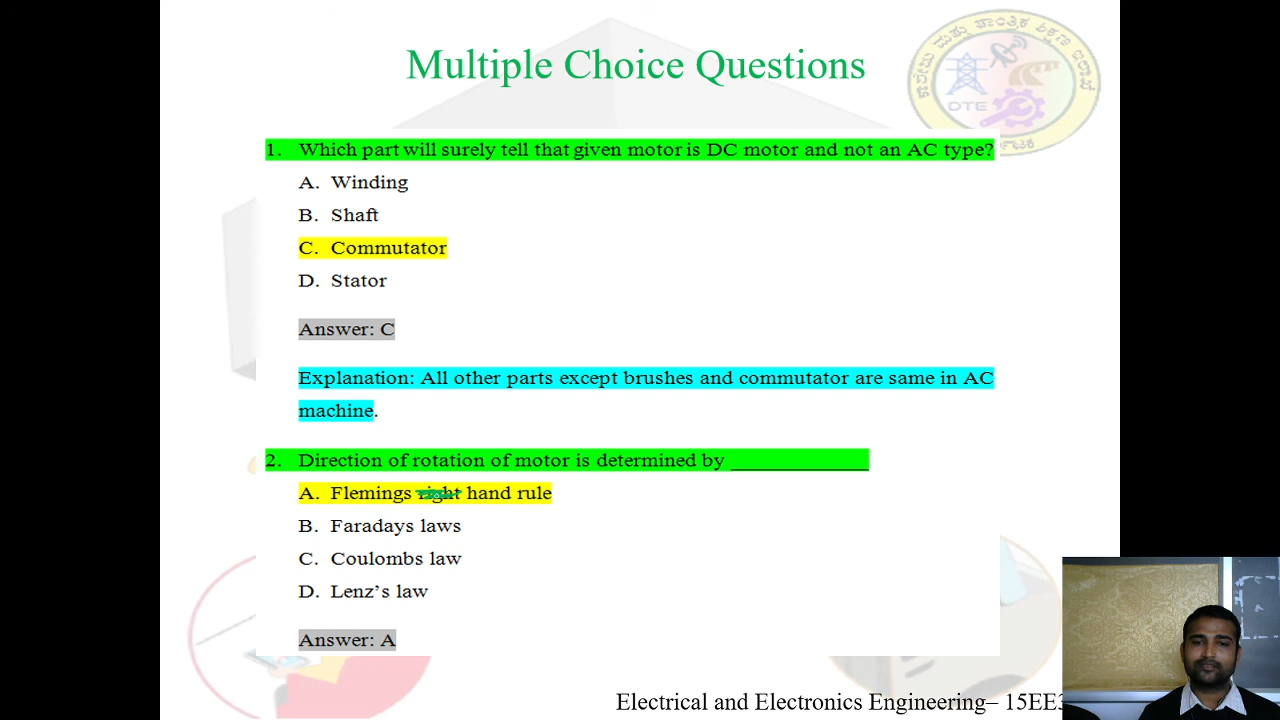 Multiple Choice Questions
DTE
1. Which part will surely tell that given motor is DC motor and not an AC type?
A. Winding
B. Shaft
C. Commutator
D. Stator
Answer: C
Explanation: All other parts except brushes and commutator are same in AC
machine.
2. Direction of rotation of motor is determined by ______________
A. Flemings right hand rule
B. Faradays laws
C. Coulombs law
D. Lenz's law
Answer: A
Electrical and Electronics Engineering– 15EE3